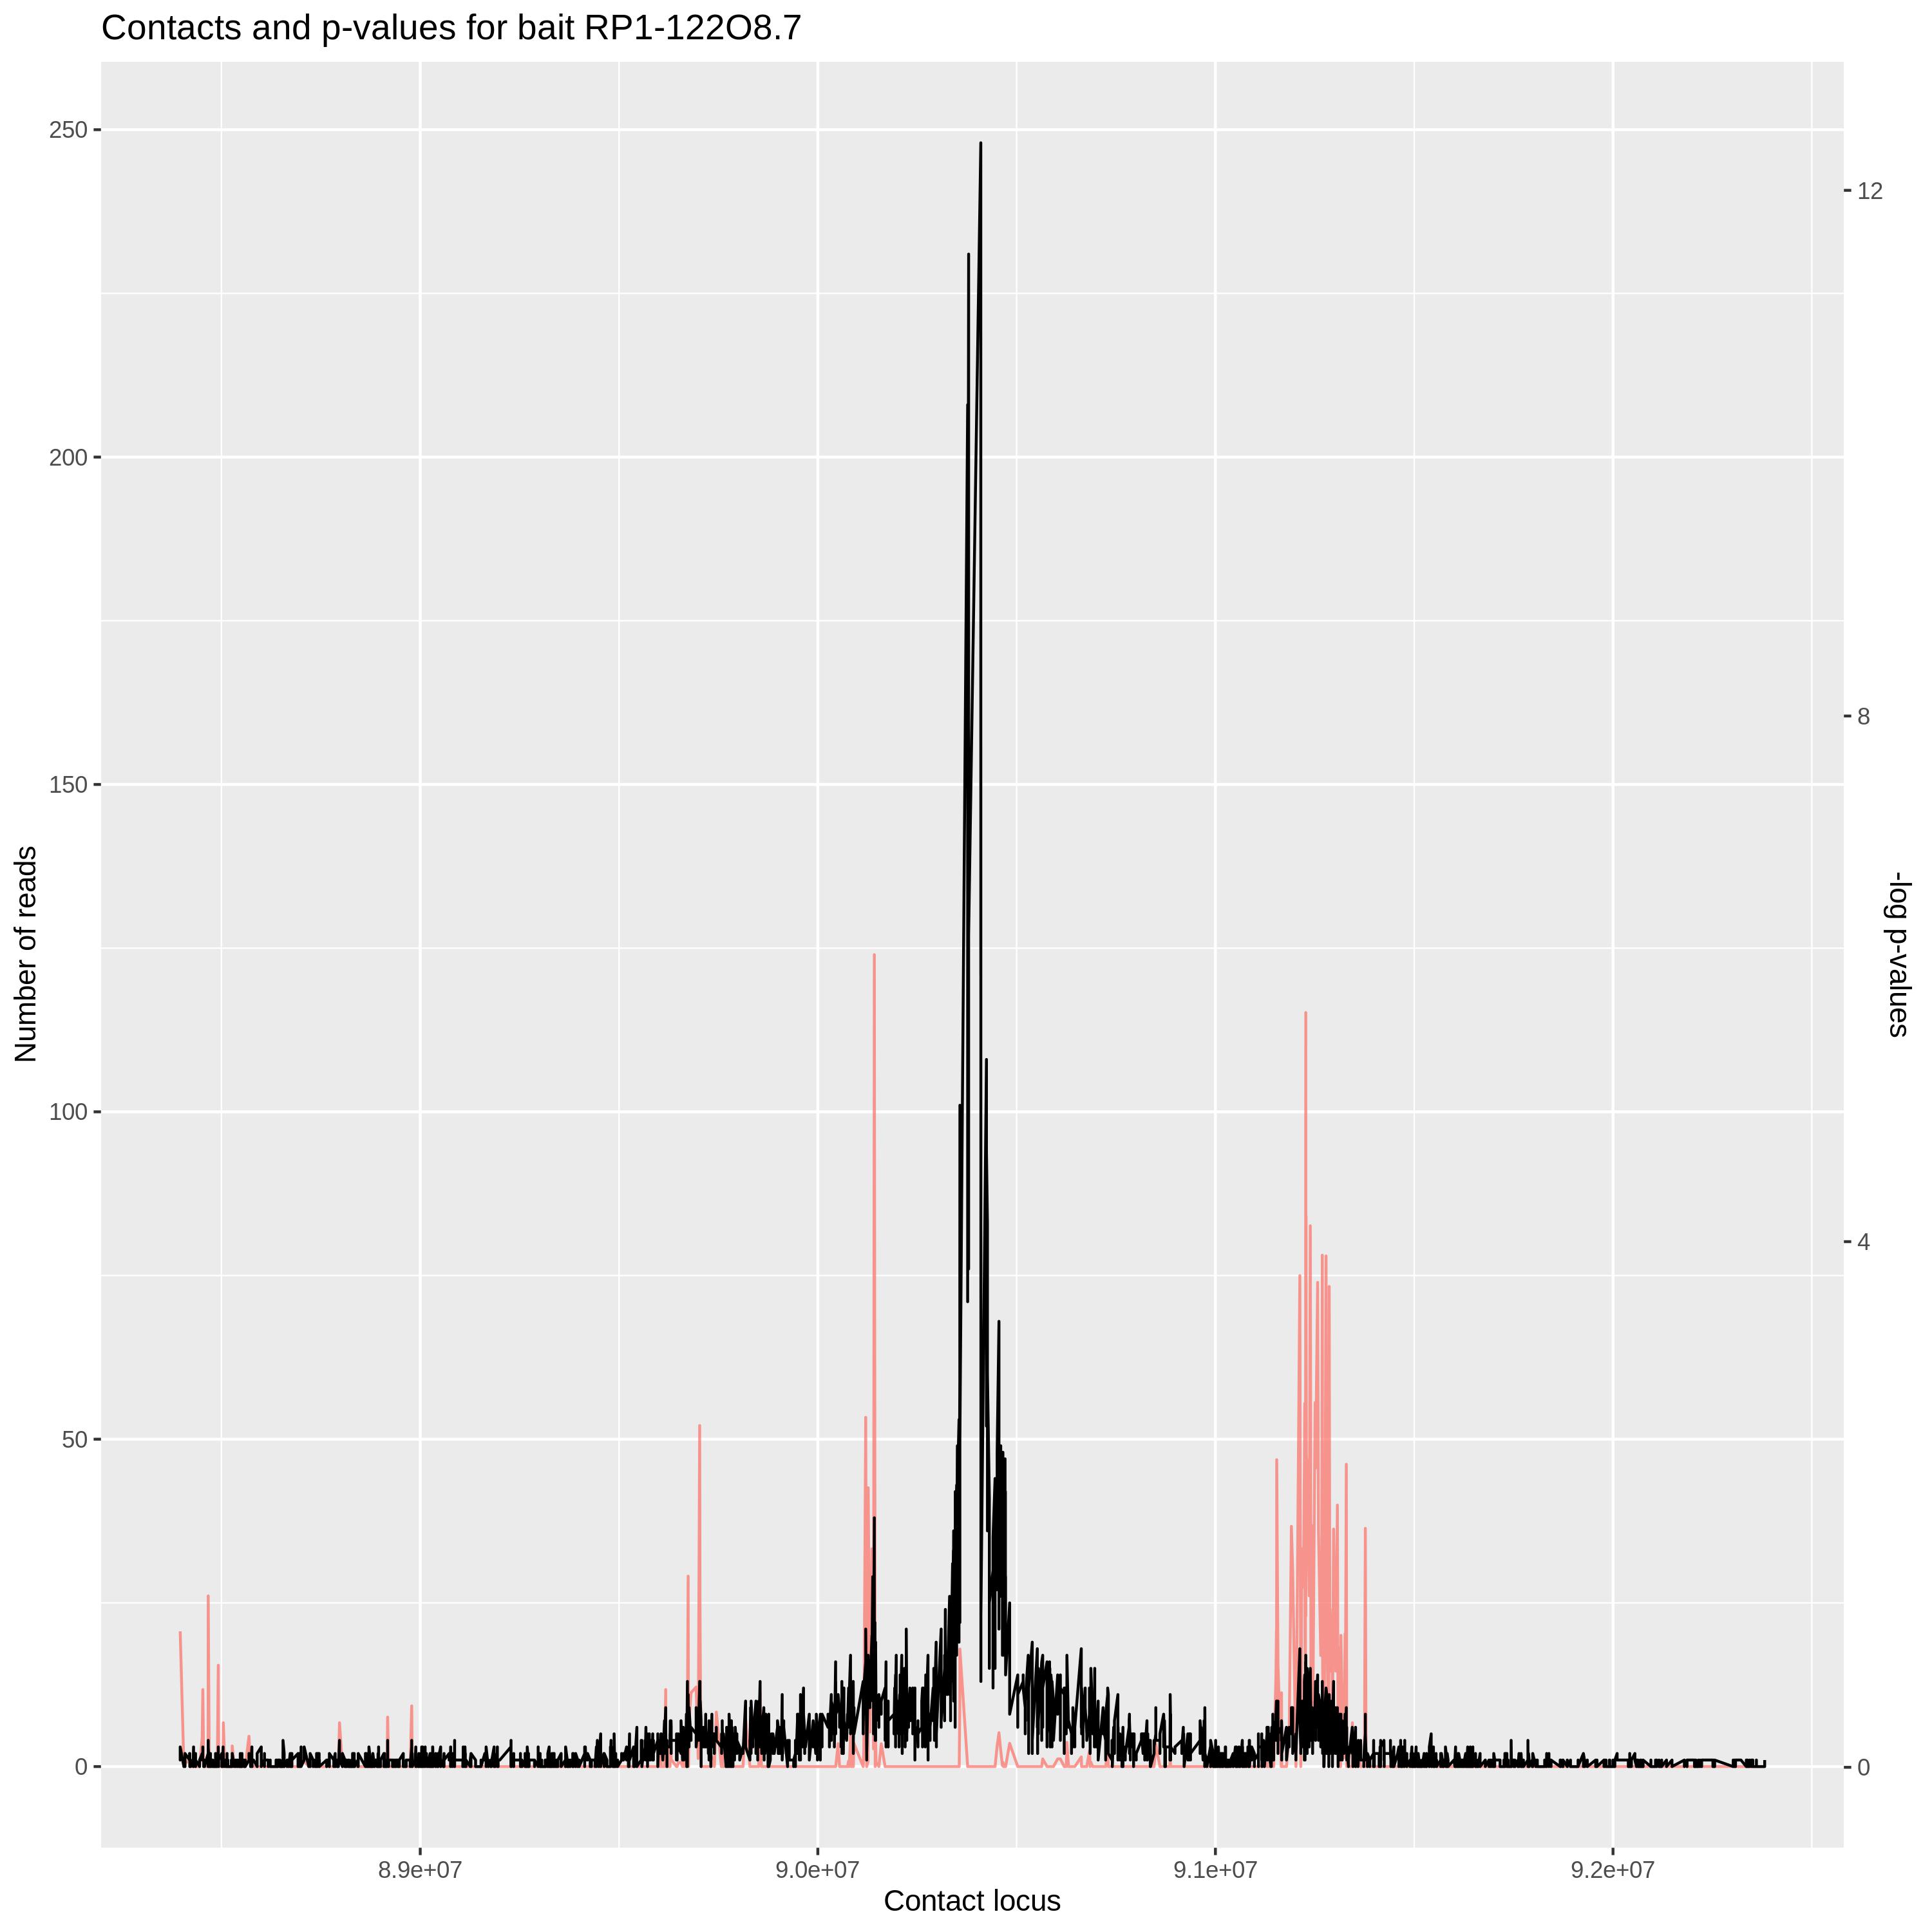 Contacts and p-values for bait RP1-122O8.7
250
200
150
100
50
0
Number of reads
12
8
4
0
-log p-values
8.9e+07
9.0e+07
9.1e+07
9.2e+07
Contact locus